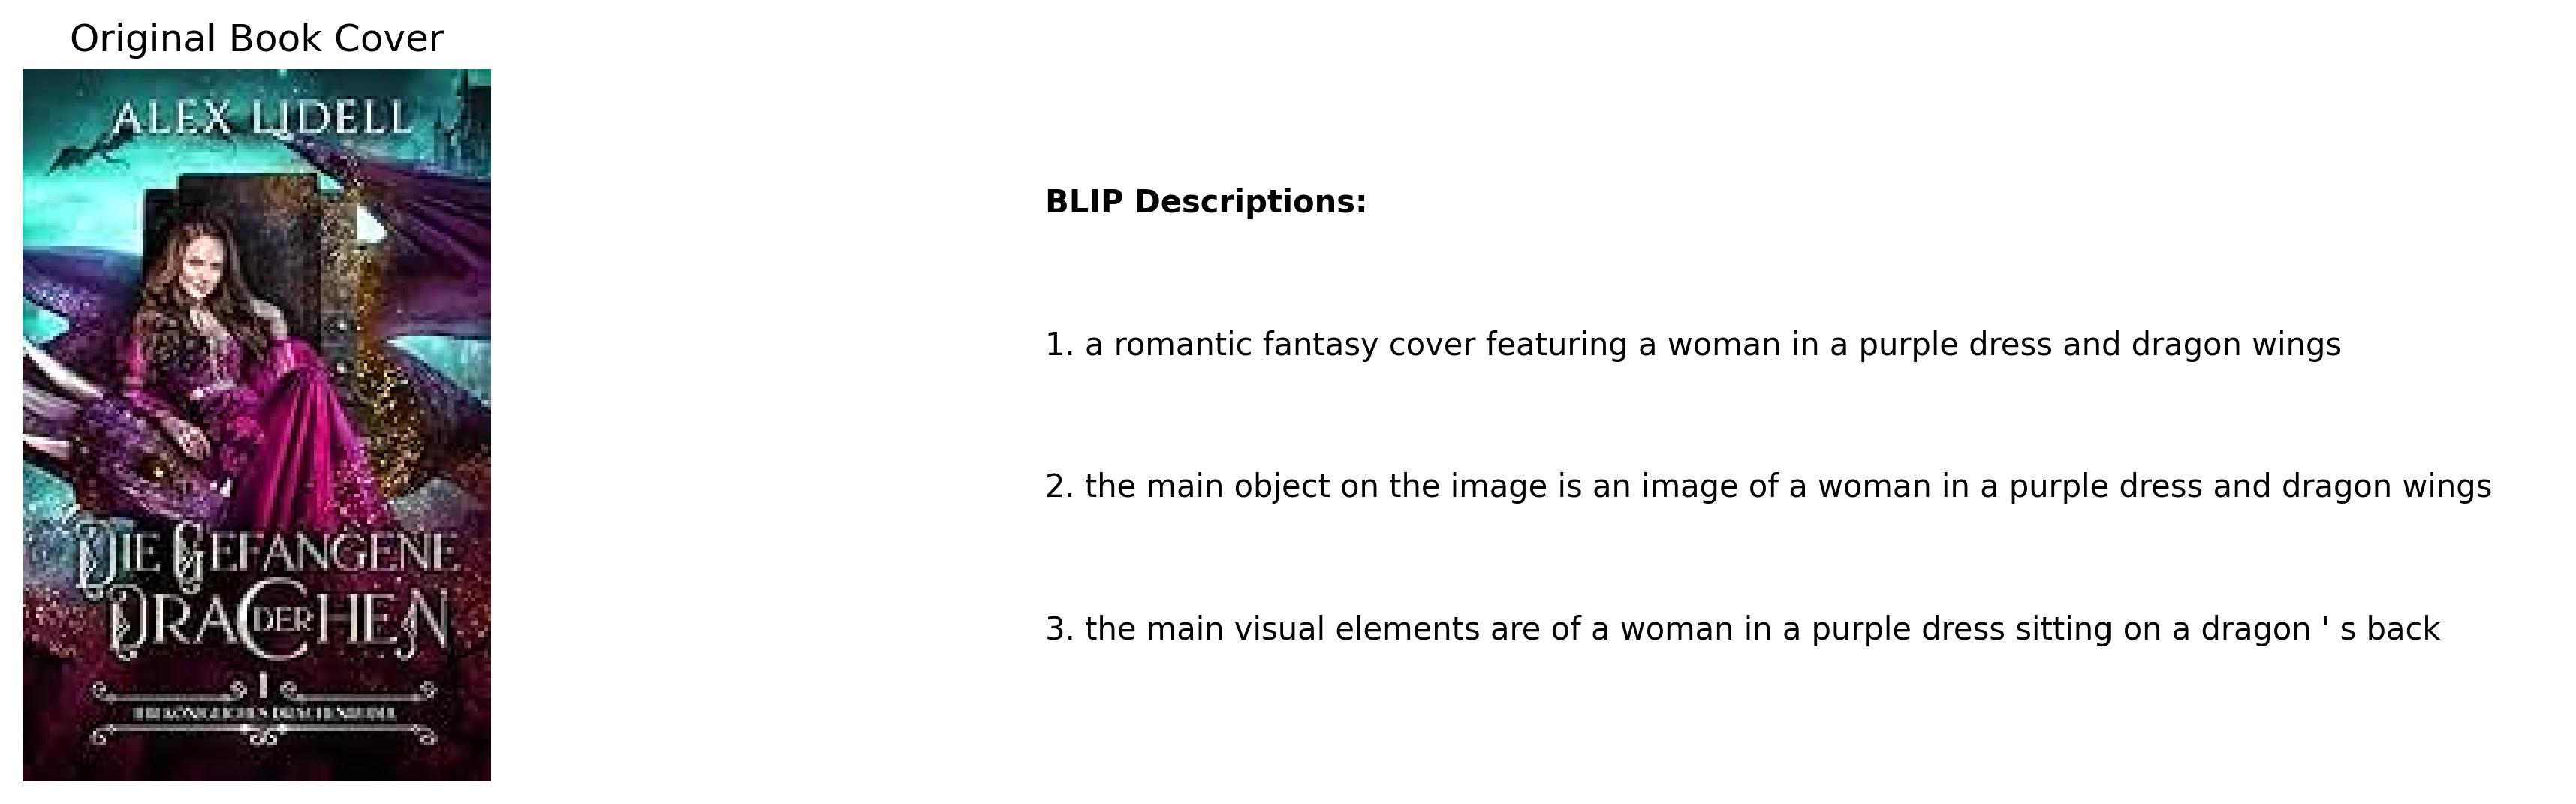 Original Book Cover
ALEX LIDELL
DIE GEFANGENE
DER
DRACHEN
I
BLIP Descriptions:
1. a romantic fantasy cover featuring a woman in a purple dress and dragon wings
2. the main object on the image is an image of a woman in a purple dress and dragon wings
3. the main visual elements are of a woman in a purple dress sitting on a dragon ' s back